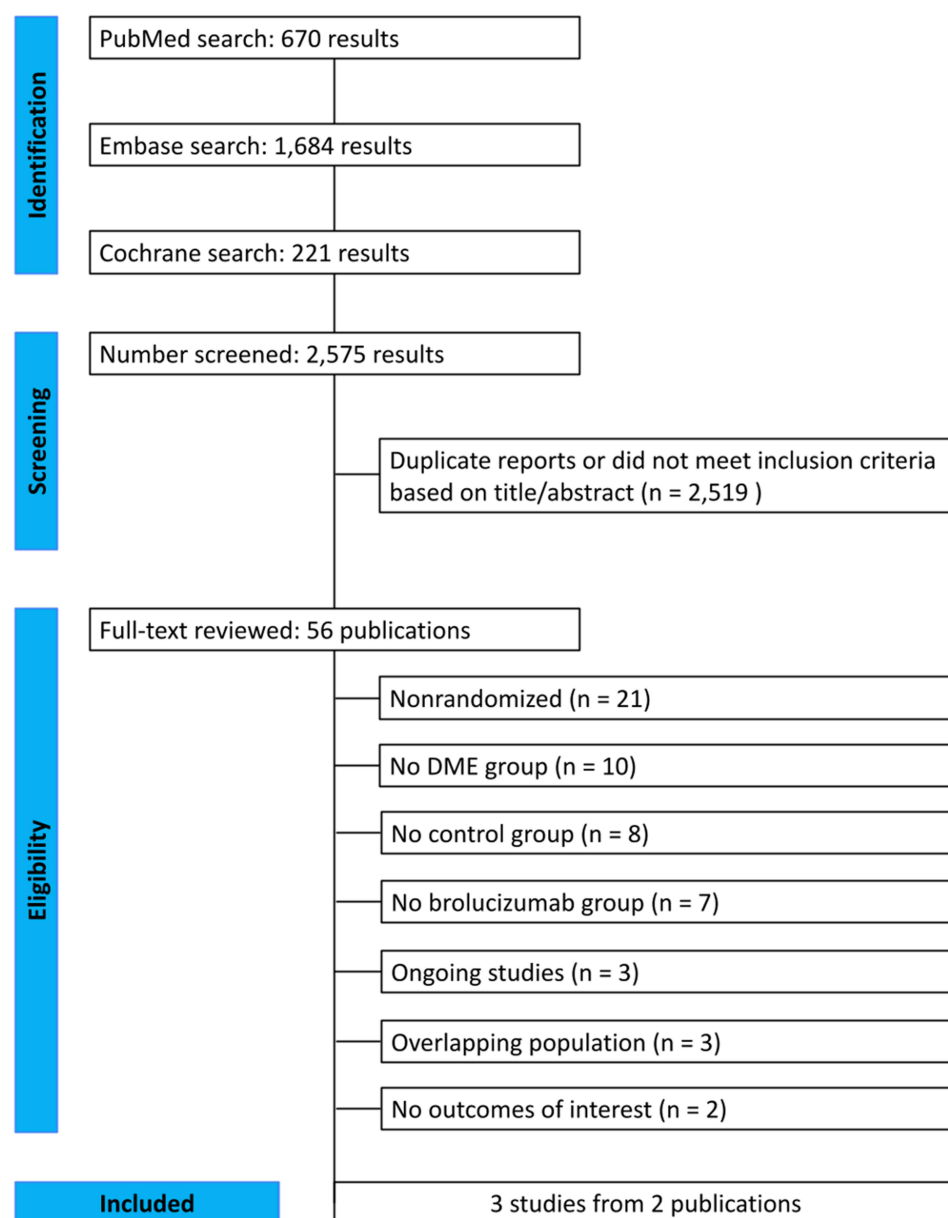 Identification
PubMed search: 670 results
Embase search: 1,684 results
Cochrane search: 221 results
Screening
Number screened: 2,575 results
Duplicate reports or did not meet inclusion criteria
based on title/abstract (n = 2,519 )
Eligibility
Full-text reviewed: 56 publications
Nonrandomized (n = 21)
No DME group (n = 10)
No control group (n = 8)
No brolucizumab group (n = 7)
Ongoing studies (n = 3)
Overlapping population (n = 3)
No outcomes of interest (n = 2)
Included
3 studies from 2 publications